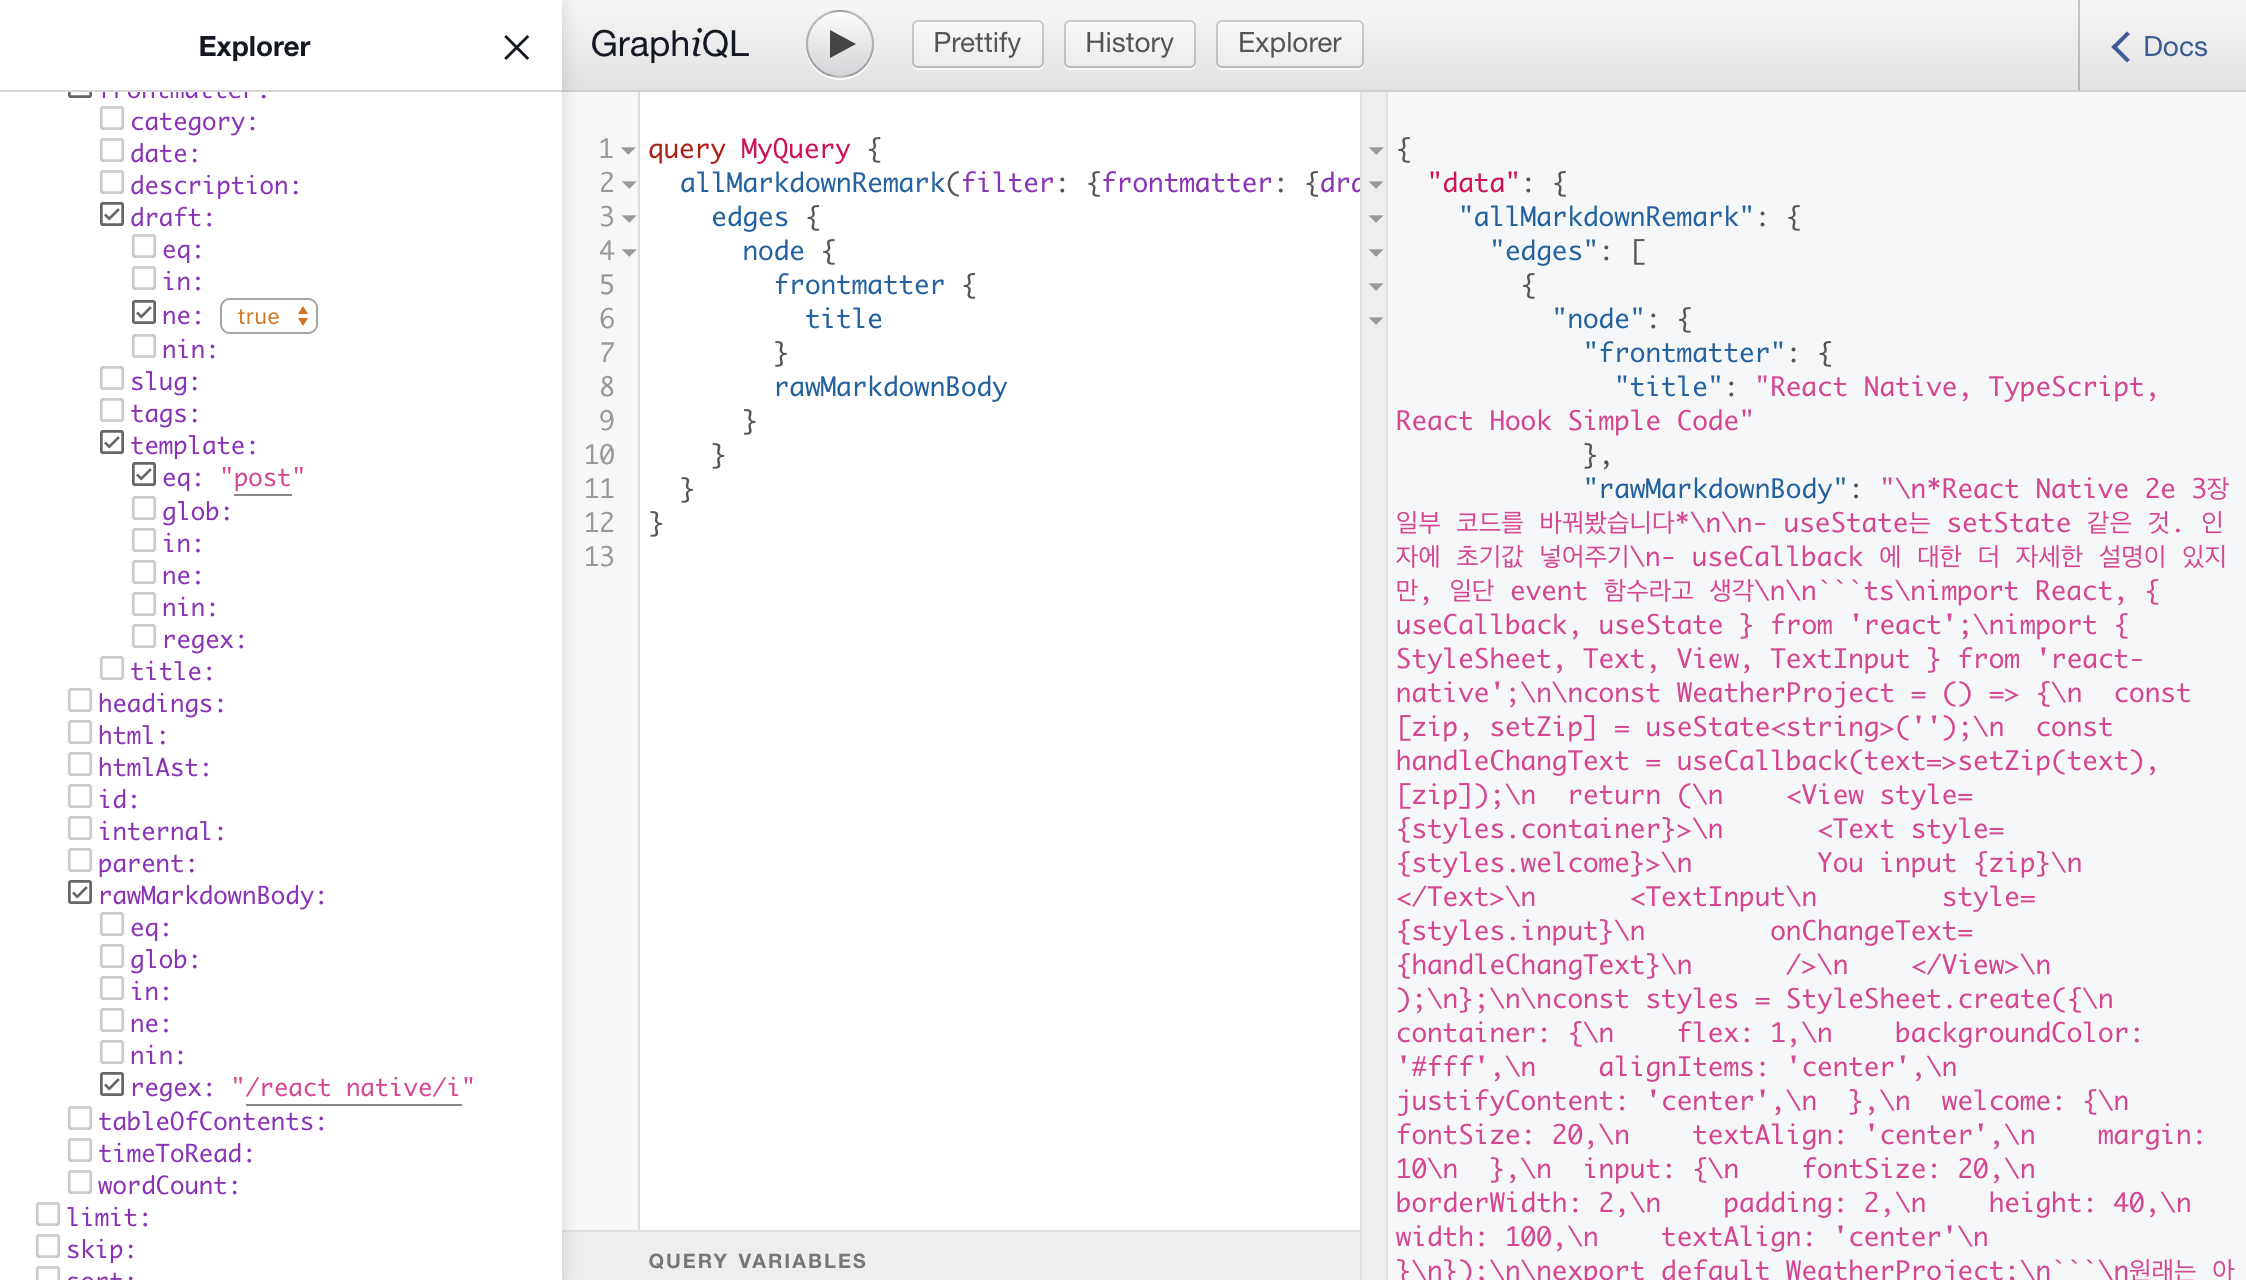 Explorer
frontmatter:
category:
date:
description:
draft:
eq:
in:
ne: true
nin:
slug:
tags:
template:
eq: "post"
glob:
in:
ne:
nin:
regex:
title:
headings:
html:
htmlAst:
id:
internal:
parent:
rawMarkdownBody:
eq:
glob:
in:
ne:
nin:
regex: "/react native/i"
tableOfContents:
timeToRead:
wordCount:
limit:
skip:
sort:
GraphiQL
Prettify
History
Explorer
Docs
1 query MyQuery {
2 allMarkdownRemark(filter: {frontmatter: {dra
3 edges {
4 node {
5 frontmatter {
6 title
7 }
8 rawMarkdownBody
9 }
10 }
11 }
12 }
13
QUERY VARIABLES
{
"data": {
"allMarkdownRemark": {
"edges": [
{
"node": {
"frontmatter": {
"title": "React Native, TypeScript,
React Hook Simple Code"
},
"rawMarkdownBody": "\n*React Native 2e 3장
일부 코드를 바꿔봤습니다*\n\n- useState는 setState 같은 것. 인
자에 초기값 넣어주기\n- useCallback 에 대한 더 자세한 설명이 있지
만, 일단 event 함수라고 생각\n\n```ts\nimport React, {
useCallback, useState } from 'react';\nimport {
StyleSheet, Text, View, TextInput } from 'react-
native';\n\nconst WeatherProject = () => {\n  const
[zip, setZip] = useState<string>('');\n  const
handleChangText = useCallback(text=>setZip(text),
[zip]);\n  return (\n    <View style=
{styles.container}>\n      <Text style=
{styles.welcome}>\n        You input {zip}\n
</Text>\n      <TextInput\n        style=
{styles.input}\n        onChangeText=
{handleChangText}\n      />\n    </View>\n
);\n};\n\nconst styles = StyleSheet.create({\n
container: {\n    flex: 1,\n    backgroundColor:
'#fff',\n    alignItems: 'center',\n
justifyContent: 'center',\n  },\n  welcome: {\n
fontSize: 20,\n    textAlign: 'center',\n    margin:
10\n  },\n  input: {\n    fontSize: 20,\n
borderWidth: 2,\n    padding: 2,\n    height: 40,\n
width: 100,\n    textAlign: 'center'\n
}\n});\n\nexport default WeatherProject;\n```\n원래는 아